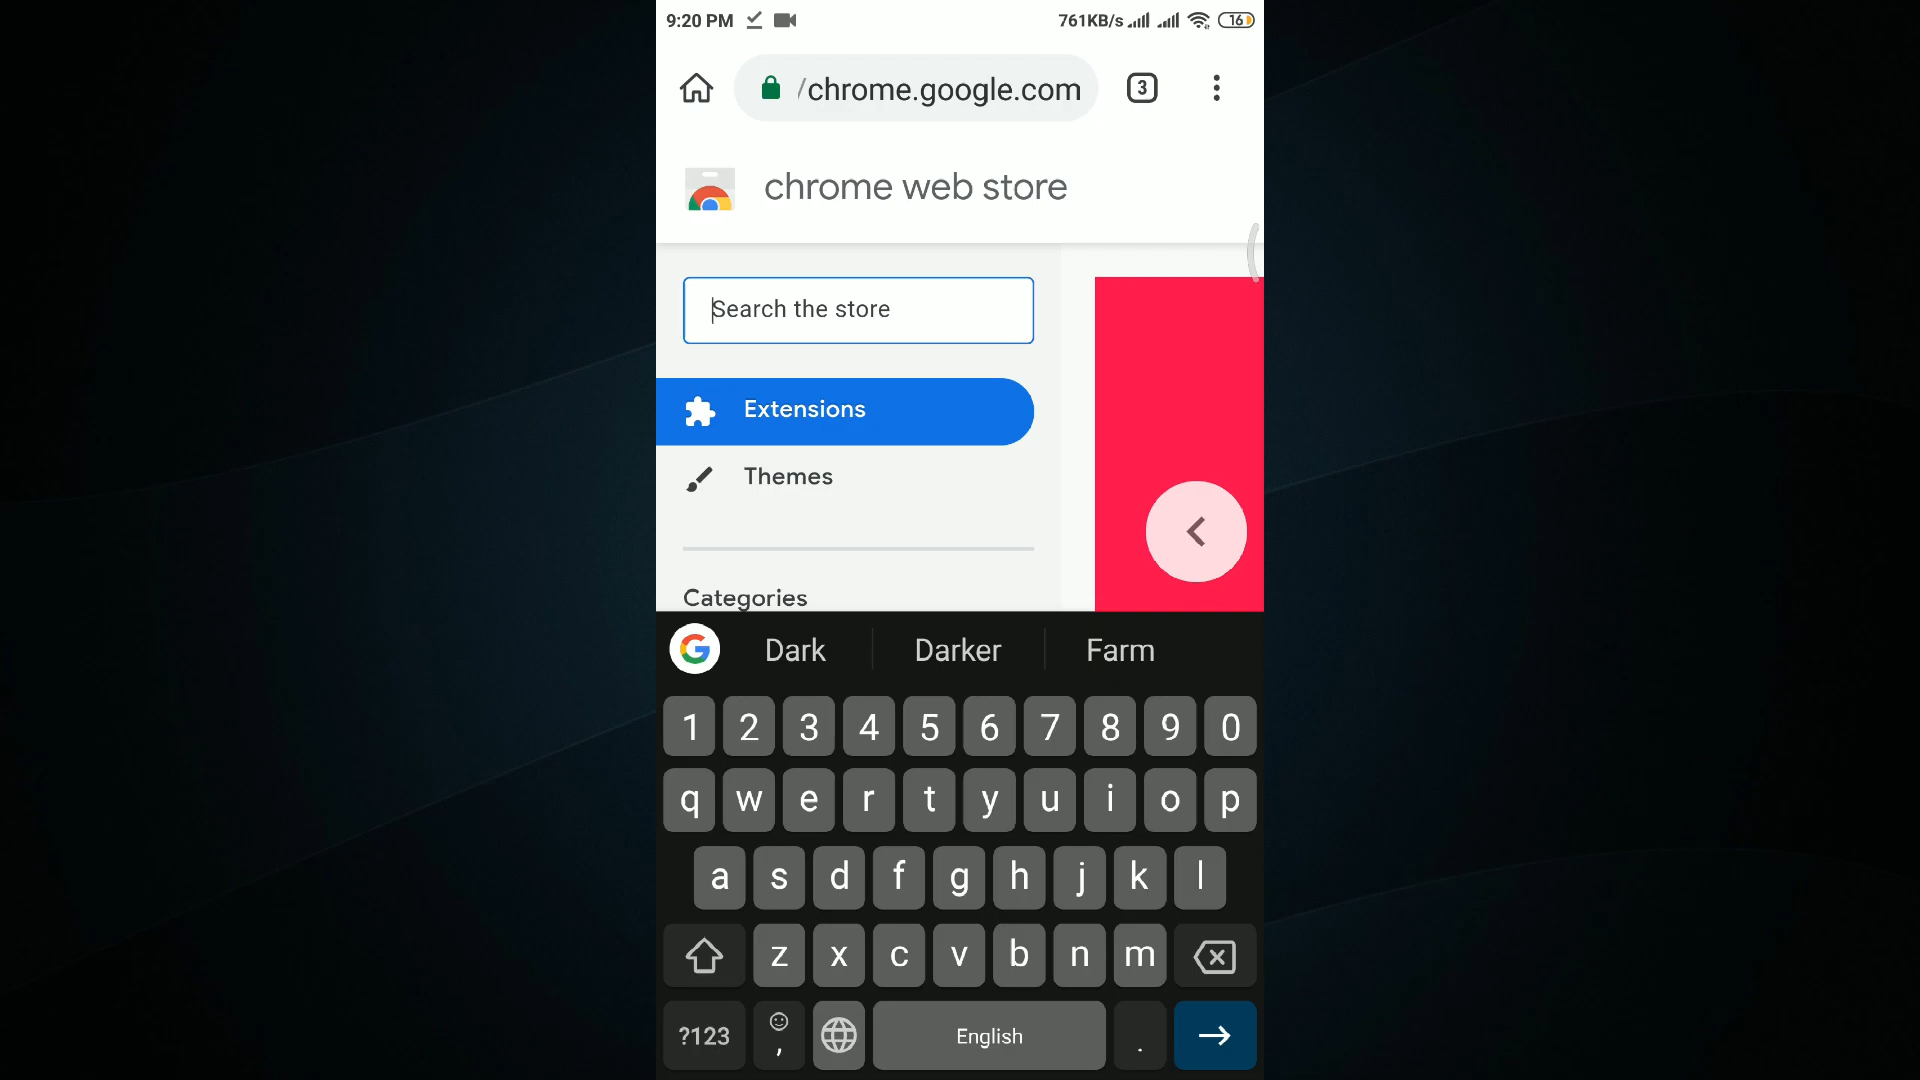 9:20 PM 761KB/s 16
/chrome.google.com 3
chrome web store
Search the store
Extensions
Themes
Categories
G Dark Darker Farm
1 2 3 4 5 6 7 8 9 0
q w e r t y u i o p
a s d f g h j k l
z x c v b n m
?123 , English .